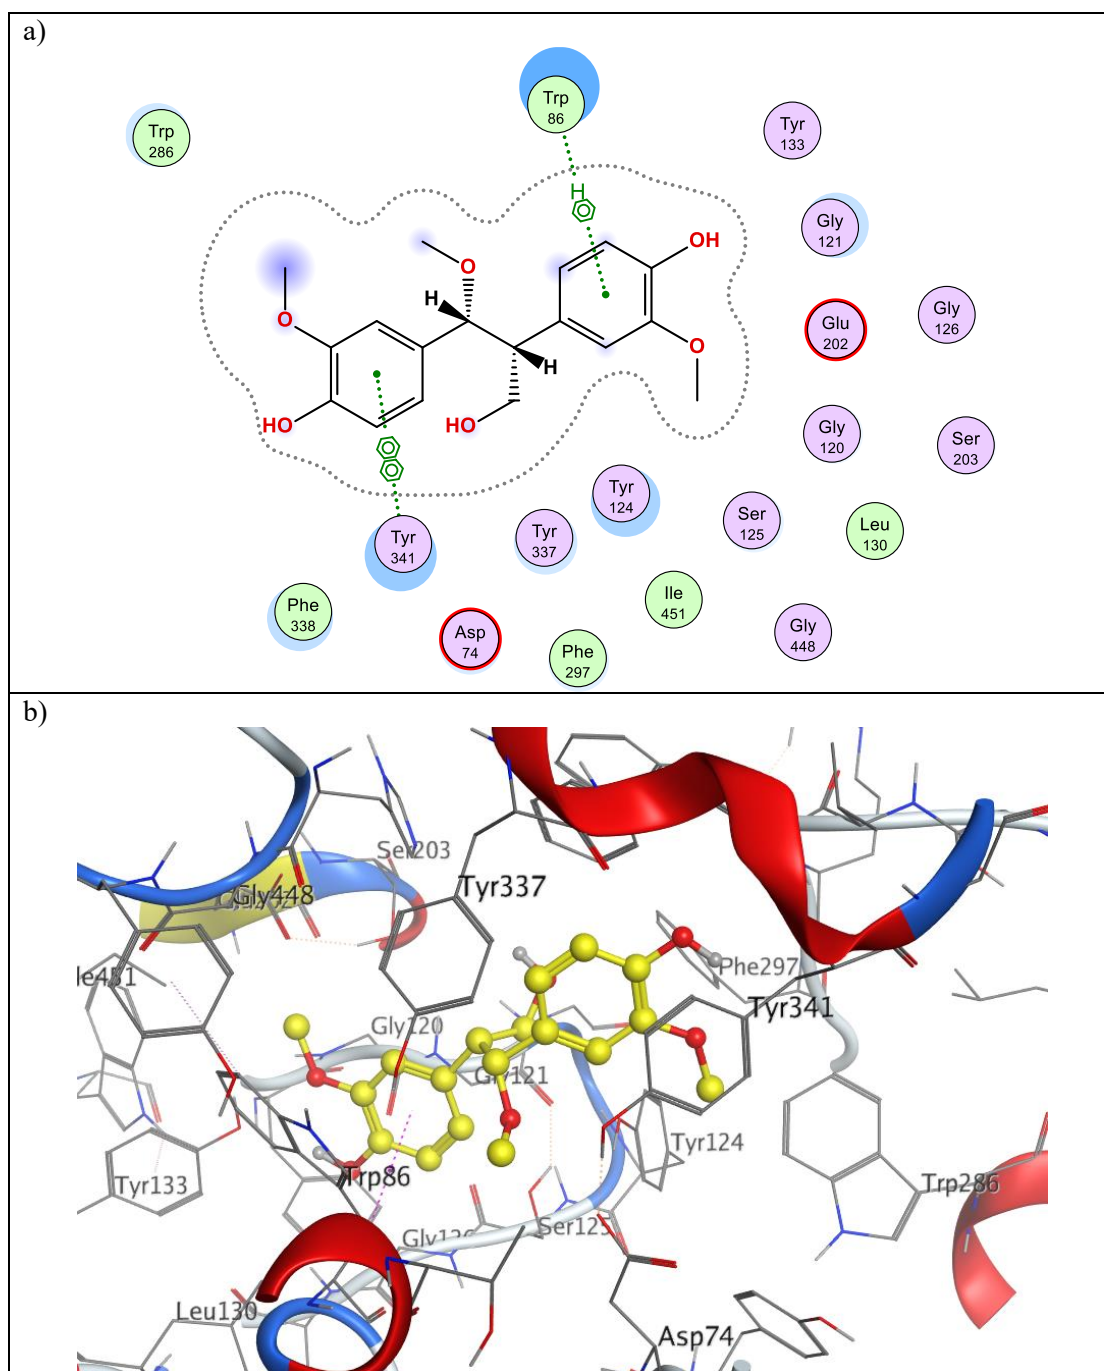 a)
Trp
86
Tyr
133
Trp
286
Gly
121
OH
O
H
O
Gly
126
Glu
202
O
H
HO
HO
Gly
120
Ser
203
Tyr
124
Ser
125
Leu
130
Tyr
341
Tyr
337
Phe
338
Ile
451
Asp
74
Gly
448
Phe
297
H
b)
Ser203
Tyr337
Gly448
Phe297
le451
Tyr341
Gly120
Gly121
Tyr124
Trp86
Tyr133
Trp286
Ser125
Gly126
Leu130
Asp74